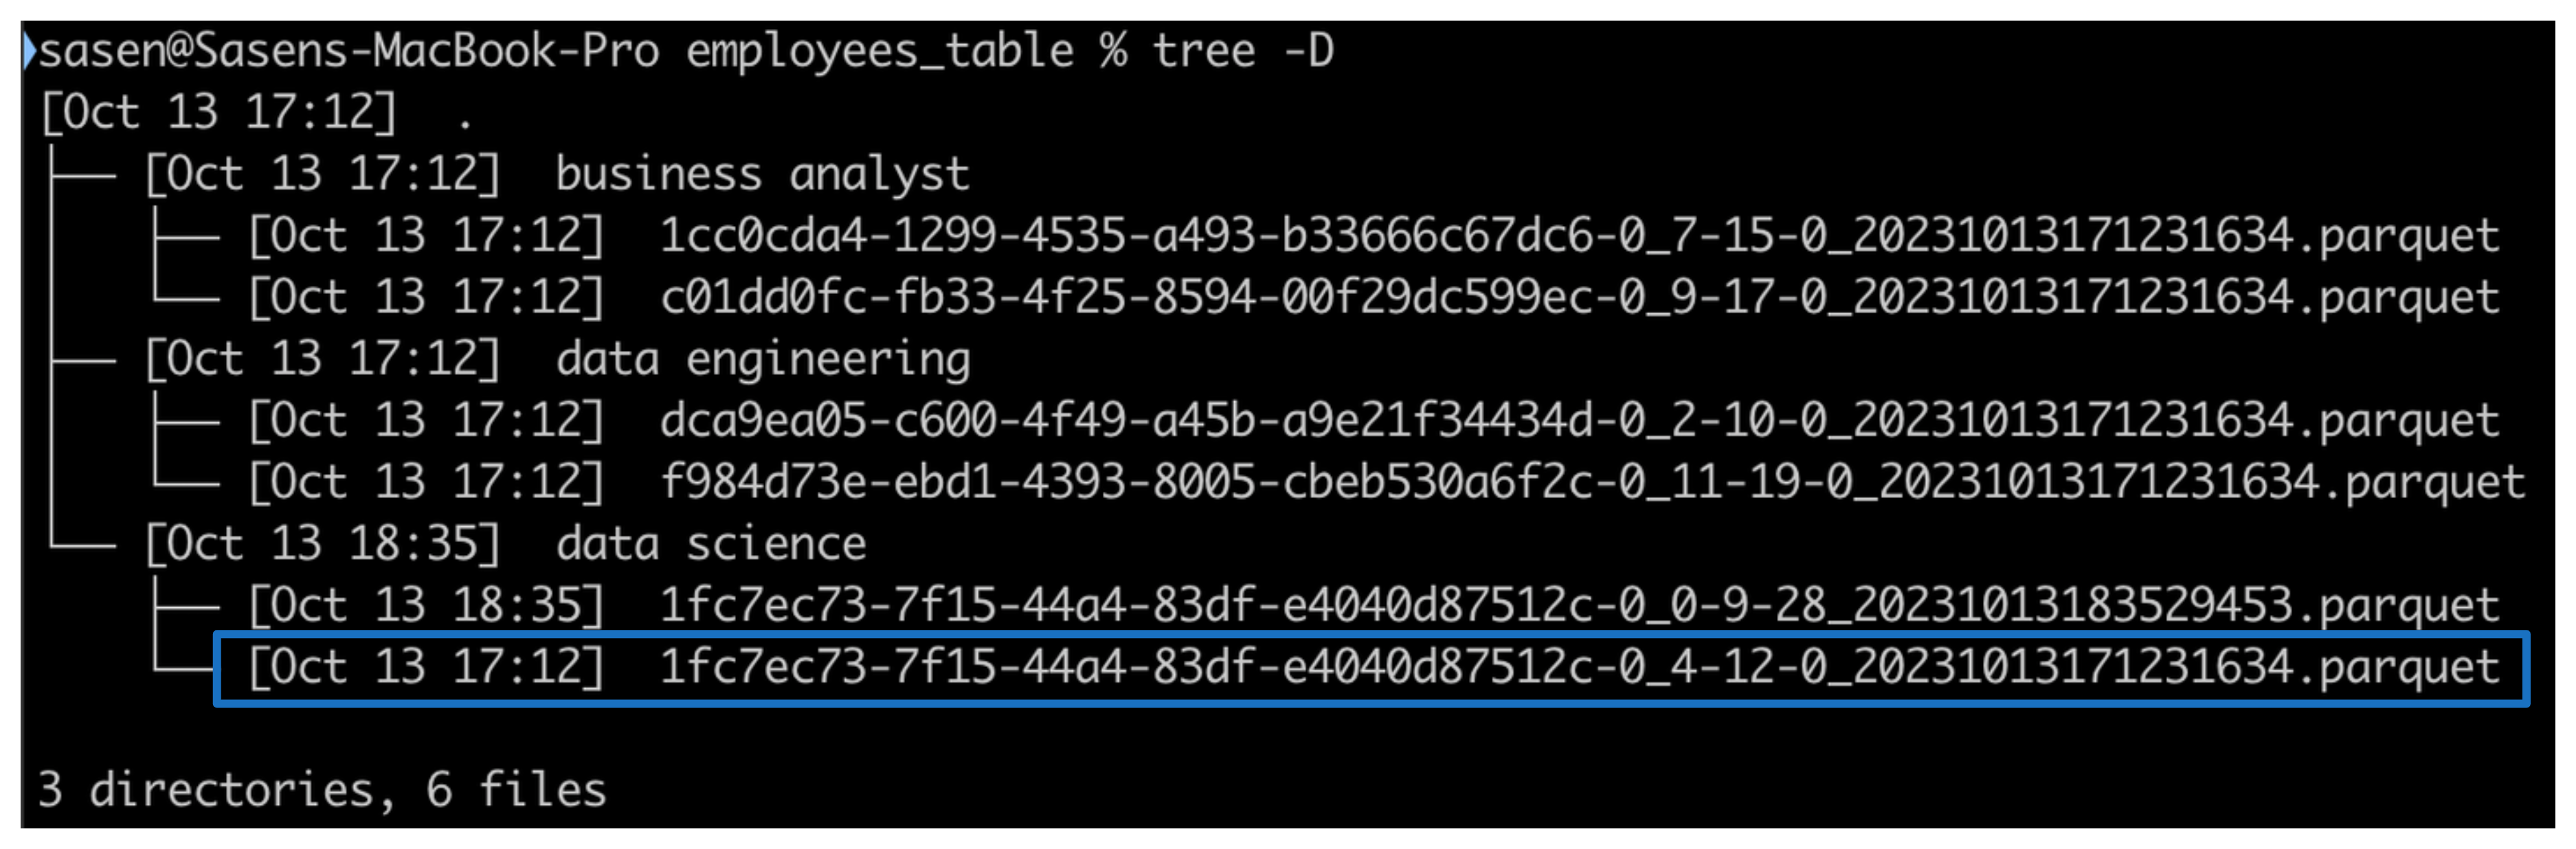 sasen@Sasens-MacBook-Pro employees_table % tree -D
[Oct 13 17:12]  .
├── [Oct 13 17:12]  business analyst
│   ├── [Oct 13 17:12]  1cc0cda4-1299-4535-a493-b33666c67dc6-0_7-15-0_20231013171231634.parquet
│   └── [Oct 13 17:12]  c01dd0fc-fb33-4f25-8594-00f29dc599ec-0_9-17-0_20231013171231634.parquet
├── [Oct 13 17:12]  data engineering
│   ├── [Oct 13 17:12]  dca9ea05-c600-4f49-a45b-a9e21f34434d-0_2-10-0_20231013171231634.parquet
│   └── [Oct 13 17:12]  f984d73e-ebd1-4393-8005-cbeb530a6f2c-0_11-19-0_20231013171231634.parquet
└── [Oct 13 18:35]  data science
    ├── [Oct 13 18:35]  1fc7ec73-7f15-44a4-83df-e4040d87512c-0_0-9-28_20231013183529453.parquet
    └── [Oct 13 17:12]  1fc7ec73-7f15-44a4-83df-e4040d87512c-0_4-12-0_20231013171231634.parquet
3 directories, 6 files